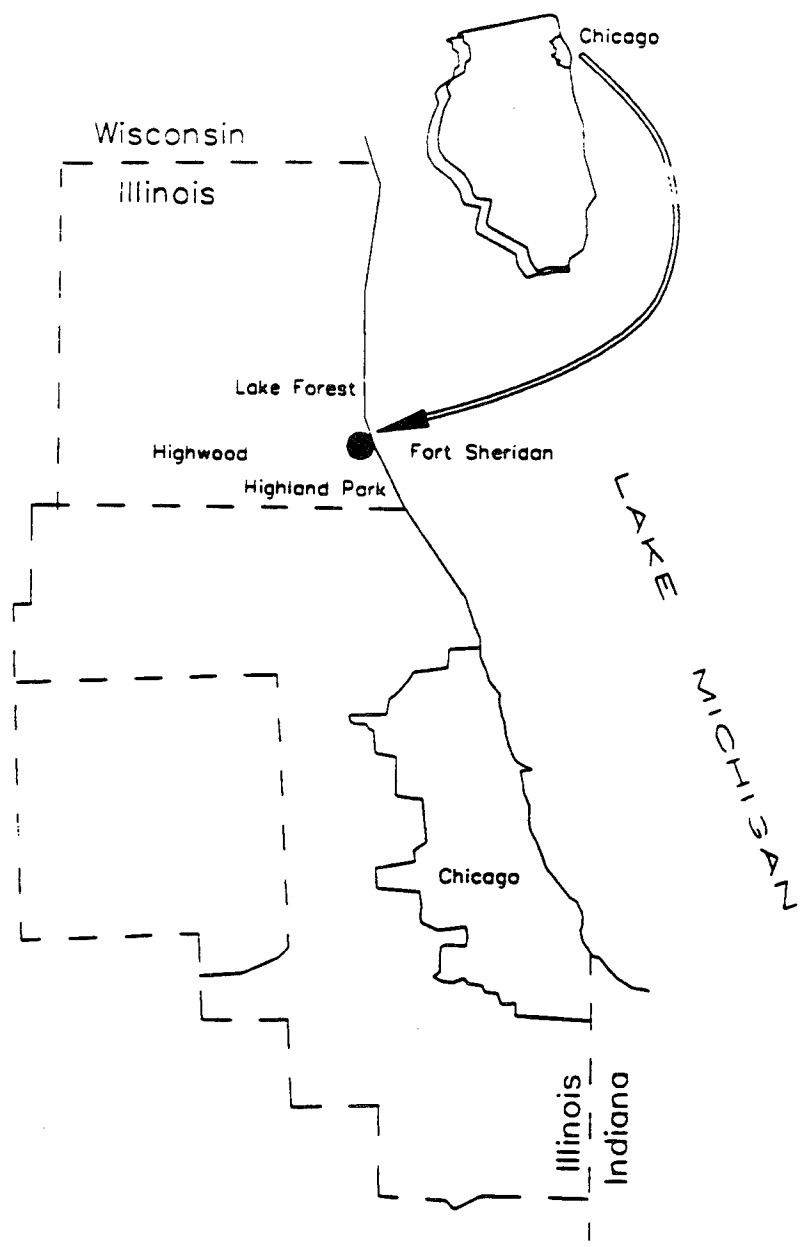 Chicago
Wisconsin
Illinois
Lake Forest
Highwood
Fort Sheridan
Highland Park
LAKE
MICHIGAN
Chicago
Illinois
Indiana